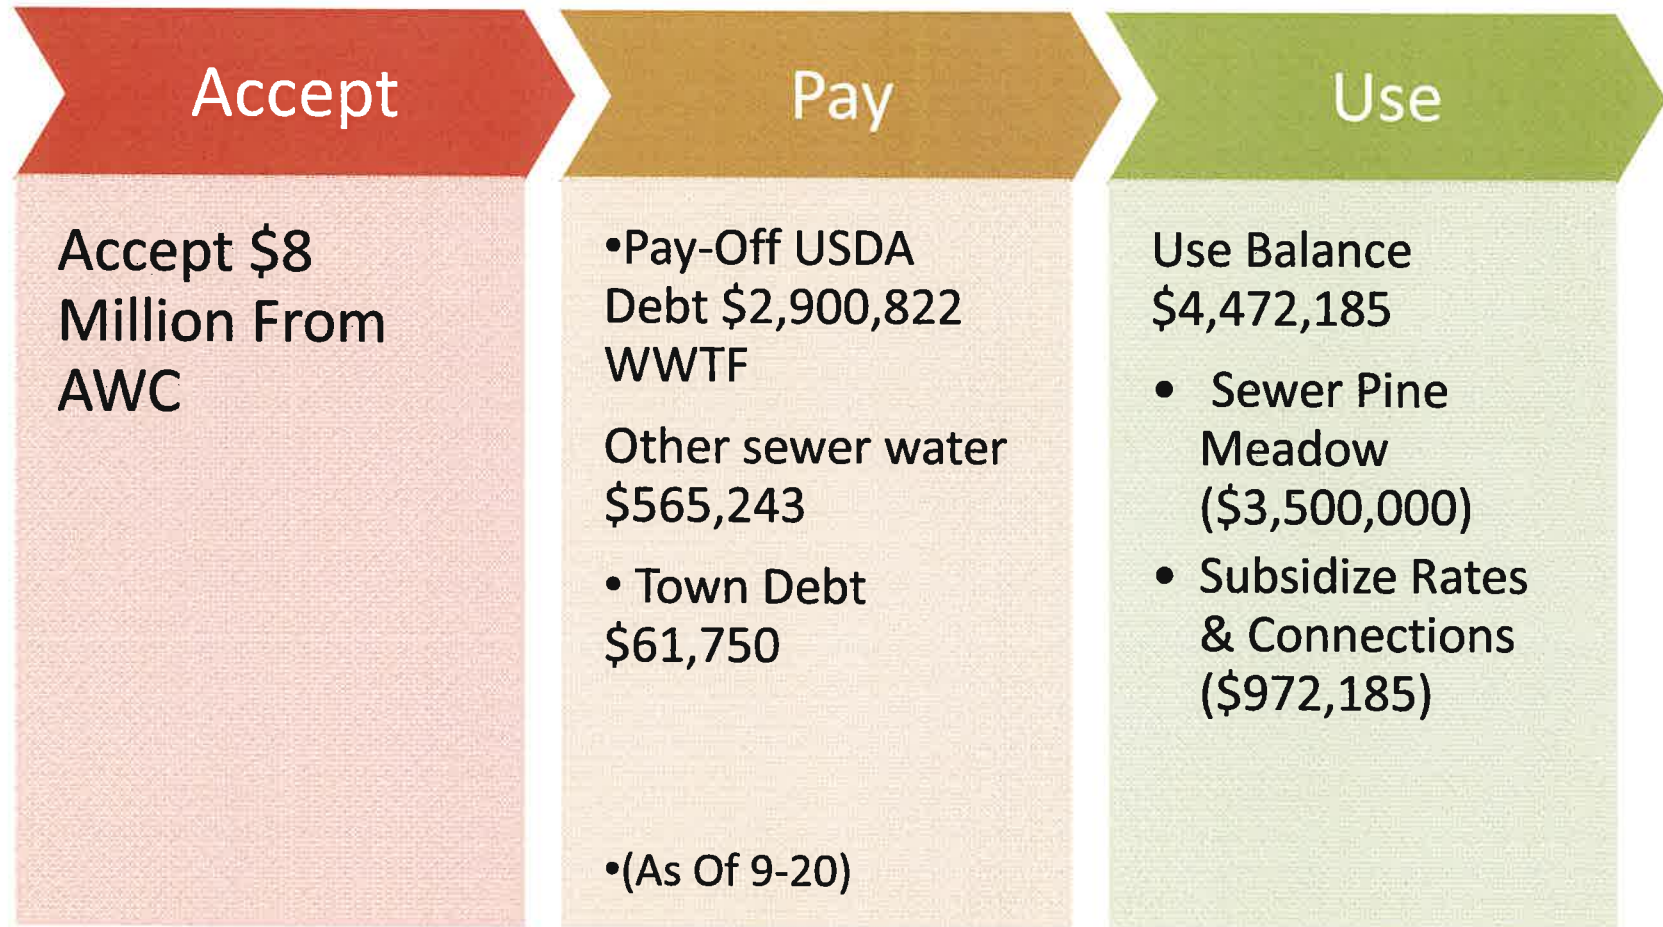 Accept
Accept $8
Million From
AWC
Pay
•Pay-Off USDA
Debt $2,900,822
WWTF
Other sewer water
$565,243
• Town Debt
$61,750
•(As Of 9-20)
Use
Use Balance
$4,472,185
• Sewer Pine
Meadow
($3,500,000)
• Subsidize Rates
& Connections
($972,185)